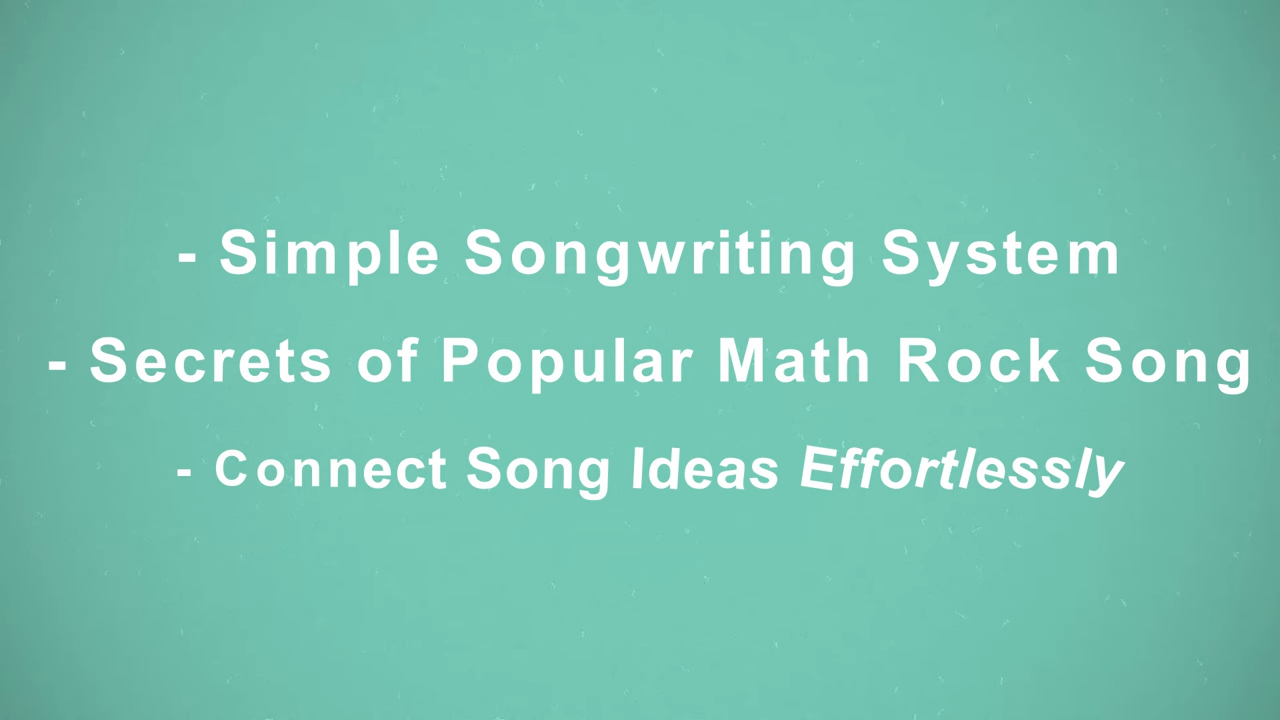 - Simple Songwriting System
- Secrets of Popular Math Rock Song
- Connect Song Ideas Effortlessly